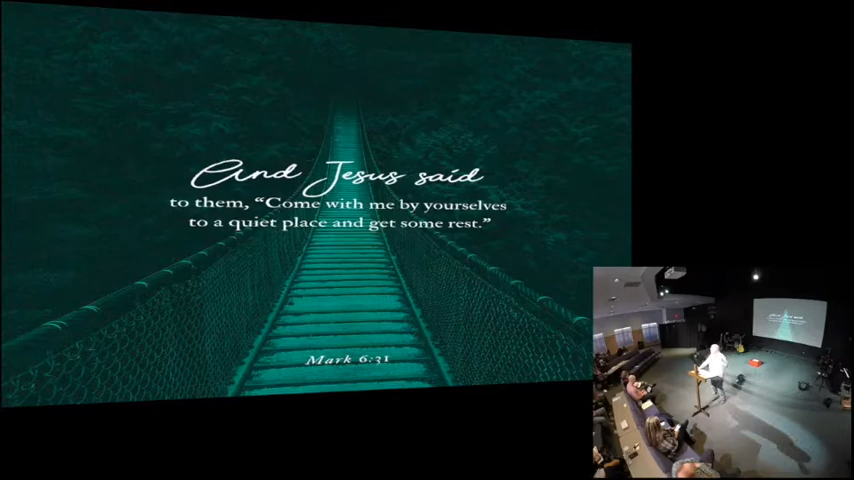 And Jesus said
to them, “Come with me by yourselves
to a quiet place and get some rest.”
Mark 6:31